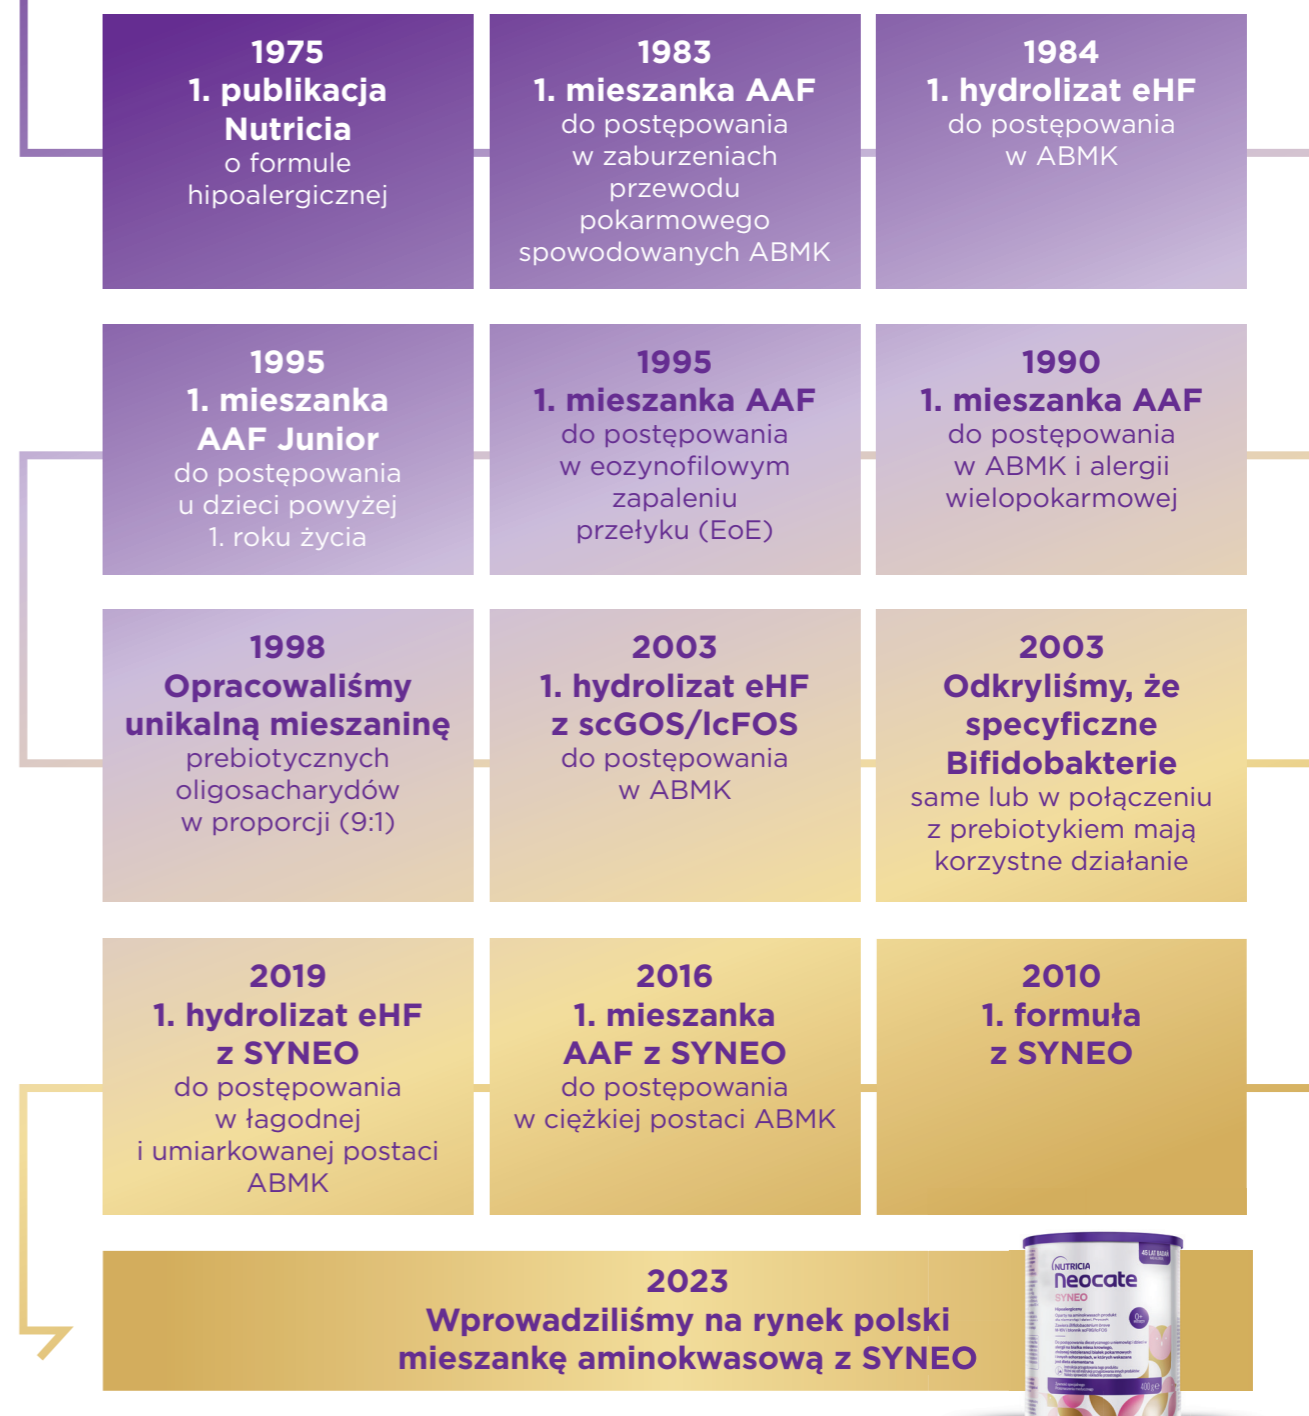 1975
1. publikacja
Nutricia
o formule
hipoalergicznej
1983
1. mieszanka AAF
do postępowania
w zaburzeniach
przewodu
pokarmowego
spowodowanych ABMK
1984
1. hydrolizat eHF
do postępowania
w ABMK
1995
1. mieszanka
AAF Junior
do postępowania
u dzieci powyżej
1. roku życia
1995
1. mieszanka AAF
do postępowania
w eozynofilowym
zapaleniu
przełyku (EoE)
1990
1. mieszanka AAF
do postępowania
w ABMK i alergii
wielopokarmowej
1998
Opracowaliśmy
unikalną mieszaninę
prebiotycznych
oligosacharydów
w proporcji (9:1)
2003
1. hydrolizat eHF
z scGOS/lcFOS
do postępowania
w ABMK
2003
Odkryliśmy, że
specyficzne
Bifidobakterie
same lub w połączeniu
z prebiotykiem mają
korzystne działanie
2019
1. hydrolizat eHF
z SYNEO
do postępowania
w łagodnej
i umiarkowanej postaci
ABMK
2016
1. mieszanka
AAF z SYNEO
do postępowania
w ciężkiej postaci ABMK
2010
1. formuła
z SYNEO
2023
Wprowadziliśmy na rynek polski
mieszankę aminokwasową z SYNEO
NUTRICIA
neocate
SYNEO
0+
400 g e